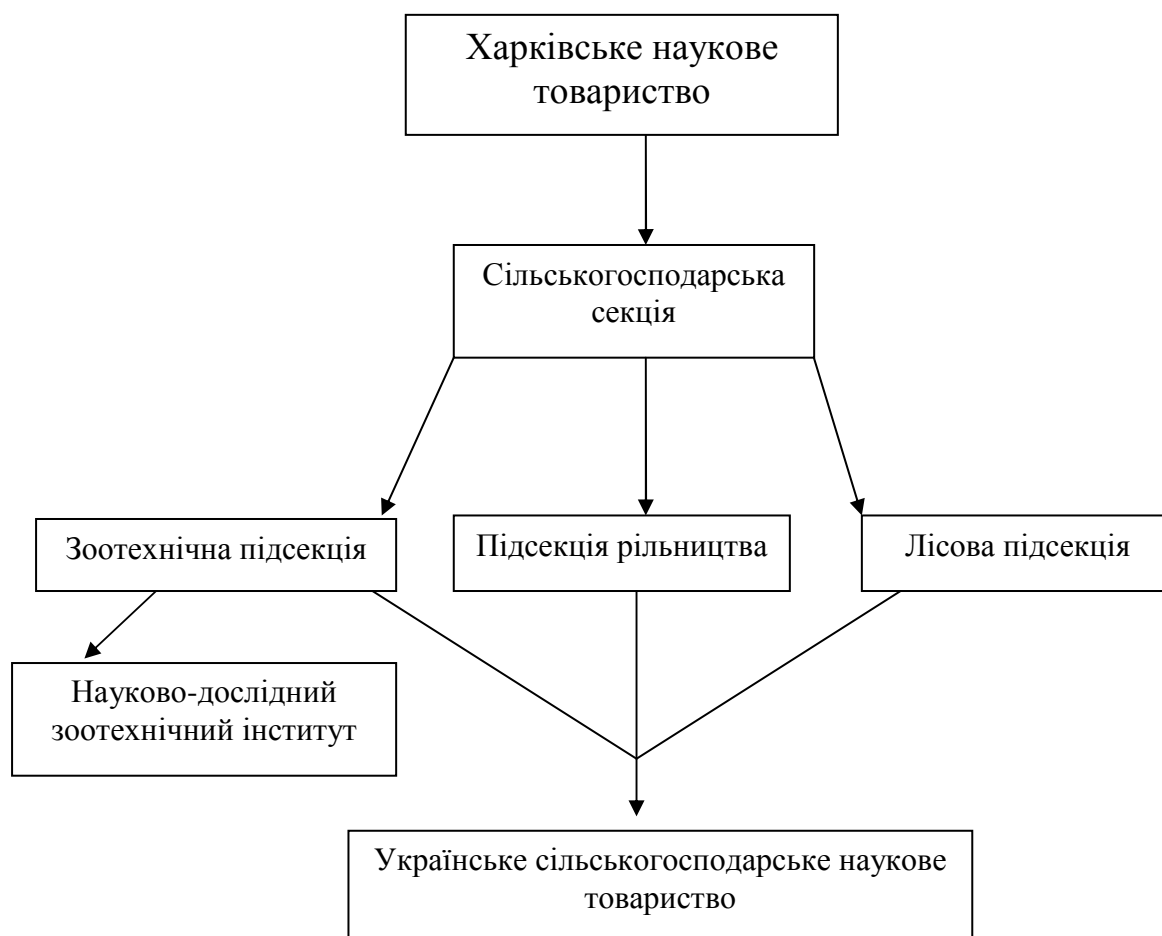 Харківське наукове
товариство
Сільськогосподарська
секція
Зоотехнічна підсекція
Підсекція рільництва
Лісова підсекція
Науково-дослідний
зоотехнічний інститут
Українське сільськогосподарське наукове
товариство